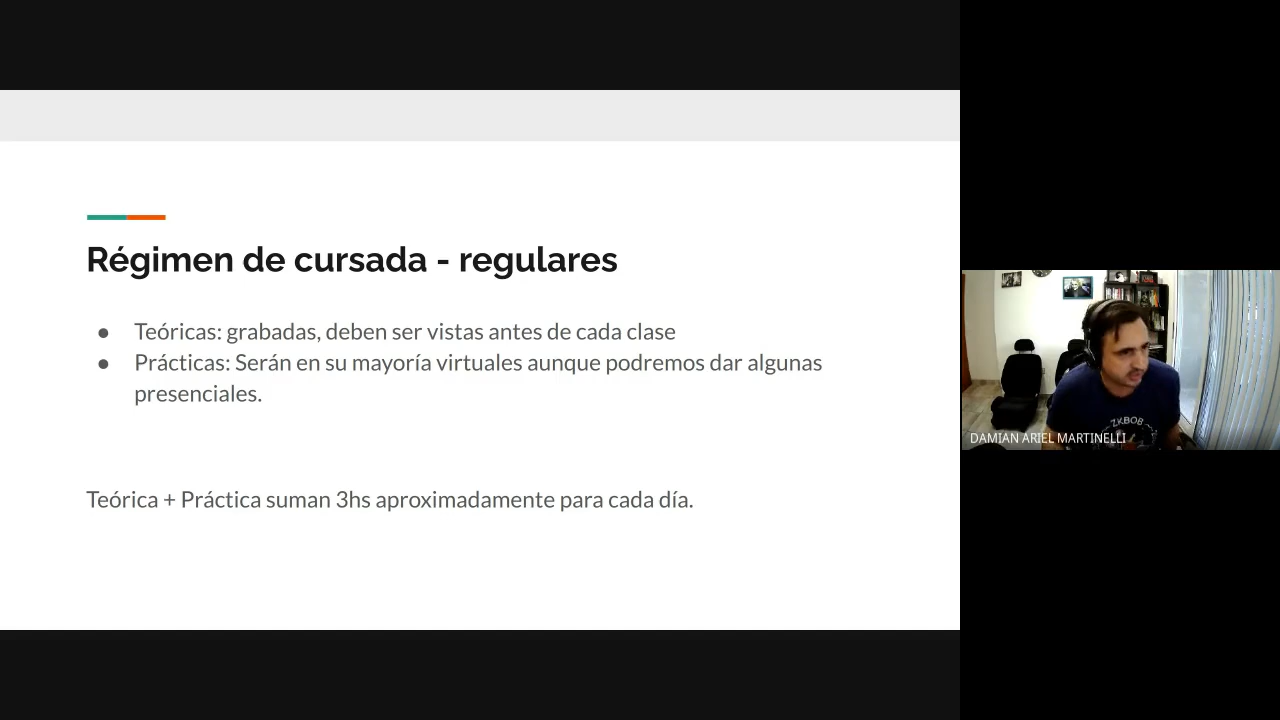 Régimen de cursada - regulares
● Teóricas: grabadas, deben ser vistas antes de cada clase
● Prácticas: Serán en su mayoría virtuales aunque podremos dar algunas
presenciales.
Teórica + Práctica suman 3hs aproximadamente para cada día.
ZKBOB
DAMIAN ARIEL MARTINELLI